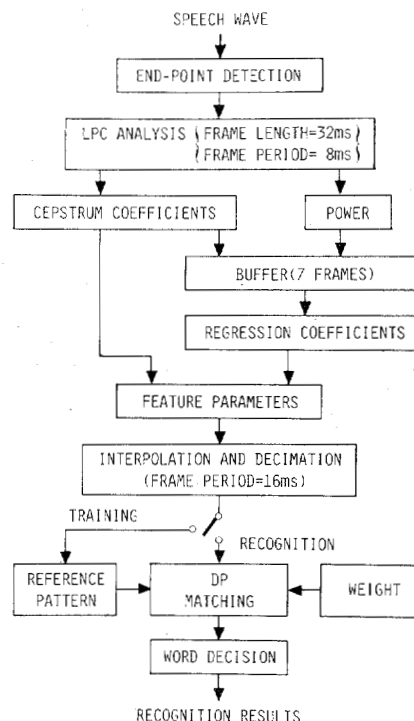 SPEECH WAVE
END-POINT DETECTION
LPC ANALYSIS {FRAME LENGTH=32ms}
{FRAME PERIOD= 8ms}
CEPSTRUM COEFFICIENTS
POWER
BUFFER(7 FRAMES)
REGRESSION COEFFICIENTS
FEATURE PARAMETERS
INTERPOLATION AND DECIMATION
(FRAME PERIOD=16ms)
TRAINING
RECOGNITION
REFERENCE
PATTERN
DP
MATCHING
WEIGHT
WORD DECISION
RECOGNITION RESULTS